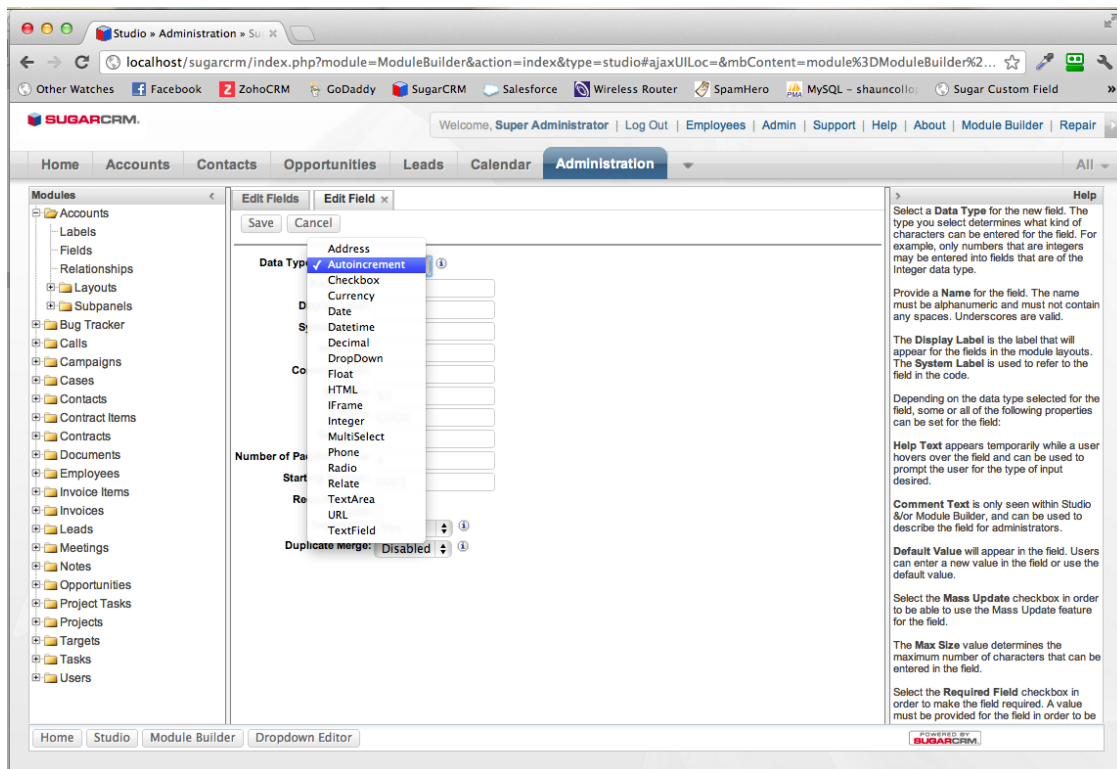 Studio » Administration » Su
localhost/sugarcrm/index.php?module=ModuleBuilder&action=index&type=studio#ajaxUILoc=&mbContent=module%3DModuleBuilder%2...
Other Watches Facebook ZohoCRM GoDaddy SugarCRM Salesforce Wireless Router SpamHero MySQL – shauncollo Sugar Custom Field »
SUGARCRM.
Welcome, Super Administrator | Log Out | Employees | Admin | Support | Help | About | Module Builder | Repair
Home Accounts Contacts Opportunities Leads Calendar Administration All
Modules <
Accounts
Labels
Fields
Relationships
Layouts
Subpanels
Bug Tracker
Calls
Campaigns
Cases
Contacts
Contract Items
Contracts
Documents
Employees
Invoice Items
Invoices
Leads
Meetings
Notes
Opportunities
Project Tasks
Projects
Targets
Tasks
Users
Edit Fields Edit Field ×
Save Cancel
Data Type
Address
✓ Autoincrement
Checkbox
Currency
Date
Datetime
Decimal
DropDown
Float
HTML
IFrame
Integer
MultiSelect
Phone
Radio
Relate
TextArea
URL
TextField
Number of Pa
Start
Duplicate Merge: Disabled
> Help
Select a Data Type for the new field. The
type you select determines what kind of
characters can be entered for the field. For
example, only numbers that are integers
may be entered into fields that are of the
Integer data type.
Provide a Name for the field. The name
must be alphanumeric and must not contain
any spaces. Underscores are valid.
The Display Label is the label that will
appear for the fields in the module layouts.
The System Label is used to refer to the
field in the code.
Depending on the data type selected for the
field, some or all of the following properties
can be set for the field:
Help Text appears temporarily while a user
hovers over the field and can be used to
prompt the user for the type of input
desired.
Comment Text is only seen within Studio
&/or Module Builder, and can be used to
describe the field for administrators.
Default Value will appear in the field. Users
can enter a new value in the field or use the
default value.
Select the Mass Update checkbox in order
to be able to use the Mass Update feature
for the field.
The Max Size value determines the
maximum number of characters that can be
entered in the field.
Select the Required Field checkbox in
order to make the field required. A value
must be provided for the field in order to be
Home Studio Module Builder Dropdown Editor
POWERED BY
SUGARCRM.